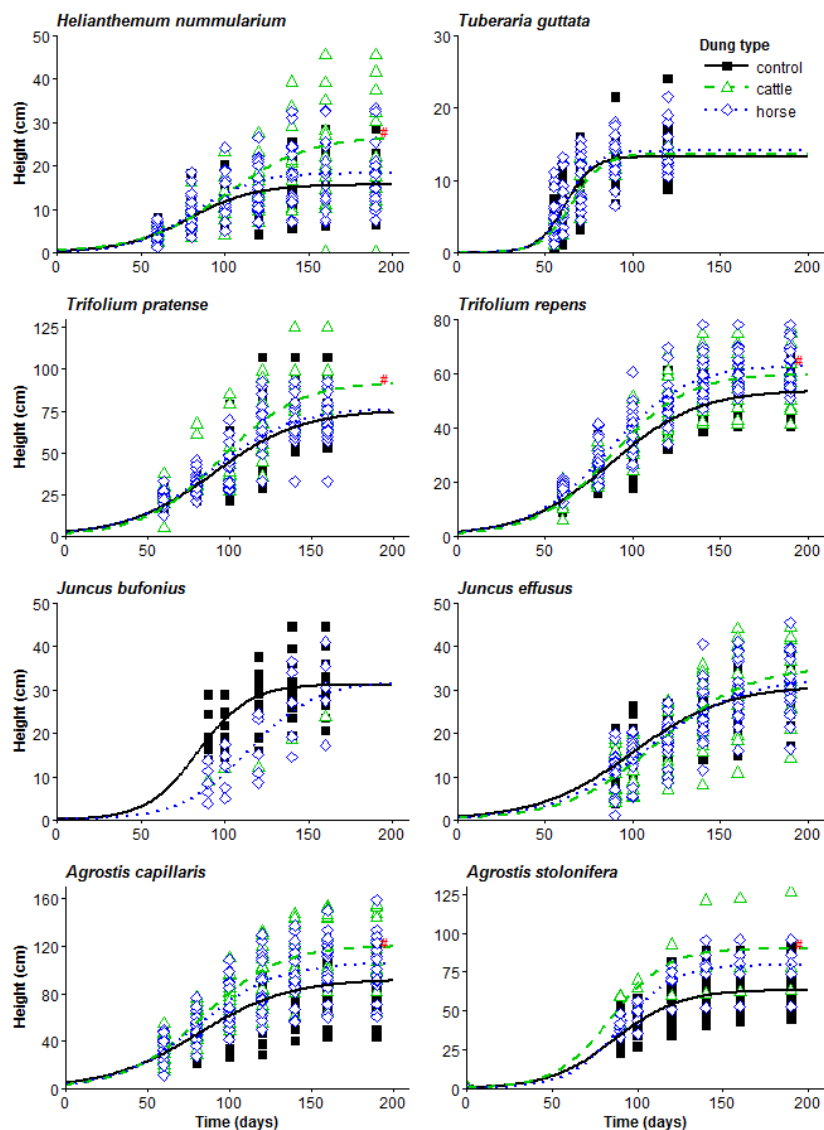 Helianthemum nummularium
Tuberaria guttata
50
40
30
20
10
0
Height (cm)
#
0 50 100 150 200
30
20
10
0
Dung type
control
cattle
horse
0 50 100 150 200
Trifolium pratense
Trifolium repens
125
100
75
50
25
0
Height (cm)
#
0 50 100 150 200
80
60
40
20
0
#
0 50 100 150 200
Juncus bufonius
Juncus effusus
50
40
30
20
10
0
Height (cm)
0 50 100 150 200
50
40
30
20
10
0
0 50 100 150 200
Agrostis capillaris
Agrostis stolonifera
160
120
80
40
0
Height (cm)
#
0 50 100 150 200
Time (days)
125
100
75
50
25
0
#
0 50 100 150 200
Time (days)